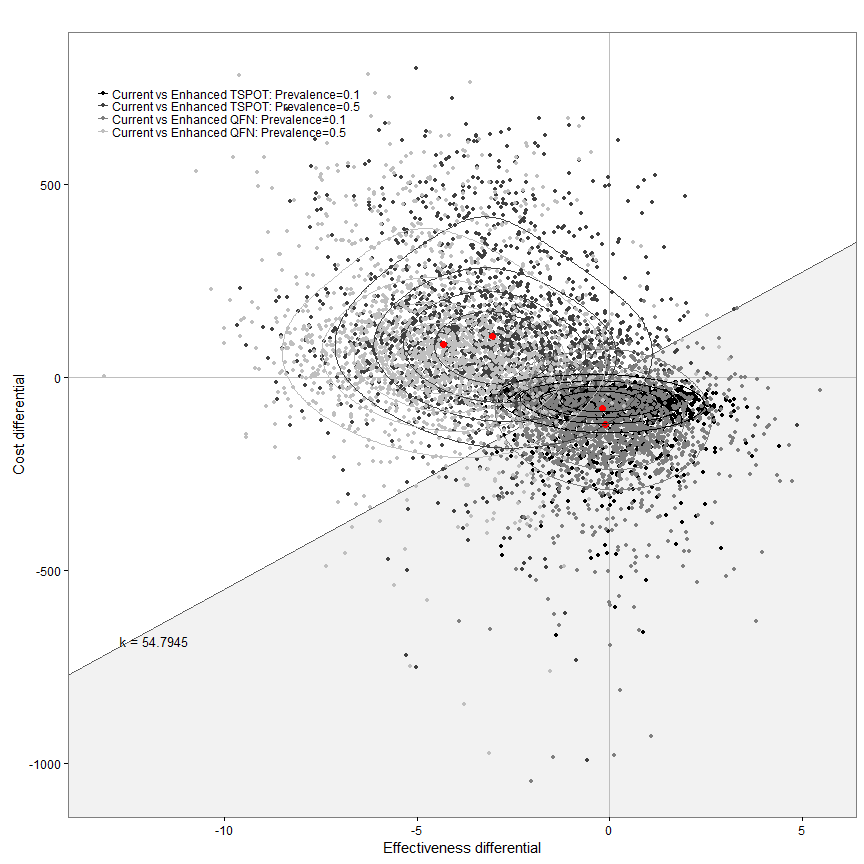 Current vs Enhanced TSPOT: Prevalence=0.1
Current vs Enhanced TSPOT: Prevalence=0.5
Current vs Enhanced QFN: Prevalence=0.1
Current vs Enhanced QFN: Prevalence=0.5
500
0
-500
-1000
Cost differential
k = 54.7945
-10
-5
0
5
Effectiveness differential